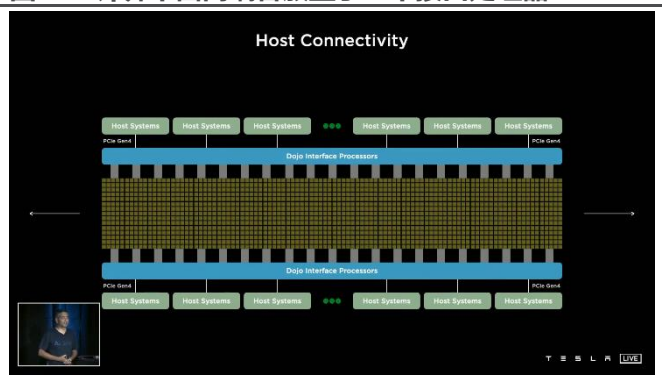 Host Connectivity
Host Systems Host Systems Host Systems Host Systems Host Systems Host Systems
PCIe Gen4 PCIe Gen4
Dojo Interface Processors
Dojo Interface Processors
PCIe Gen4 PCIe Gen4
Host Systems Host Systems Host Systems Host Systems Host Systems Host Systems
TESLA LIVE